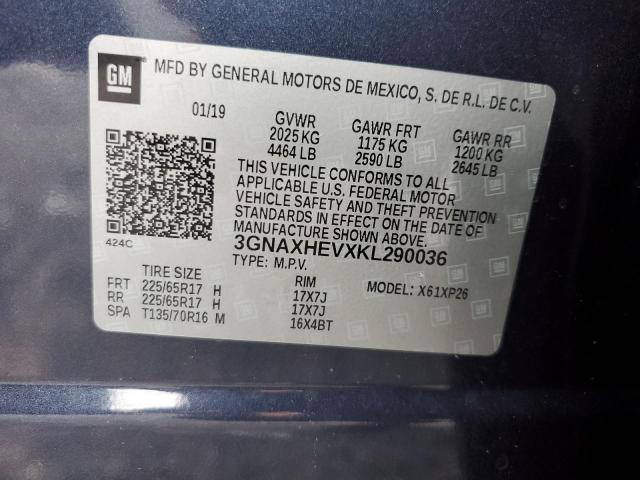 GM
MFD BY GENERAL MOTORS DE MEXICO, S. DE R.L. DE C.V.
01/19 GVWR GAWR FRT GAWR RR
2025 KG 1175 KG 1200 KG
4464 LB 2590 LB 2645 LB
THIS VEHICLE CONFORMS TO ALL
APPLICABLE U.S. FEDERAL MOTOR
VEHICLE SAFETY AND THEFT PREVENTION
STANDARDS IN EFFECT ON THE DATE OF
MANUFACTURE SHOWN ABOVE.
424C 3GNAXHEVXKL290036
TYPE: M.P.V.
TIRE SIZE RIM MODEL: X61XP26
FRT 225/65R17 H 17X7J
RR 225/65R17 H 17X7J
SPA T135/70R16 M 16X4BT